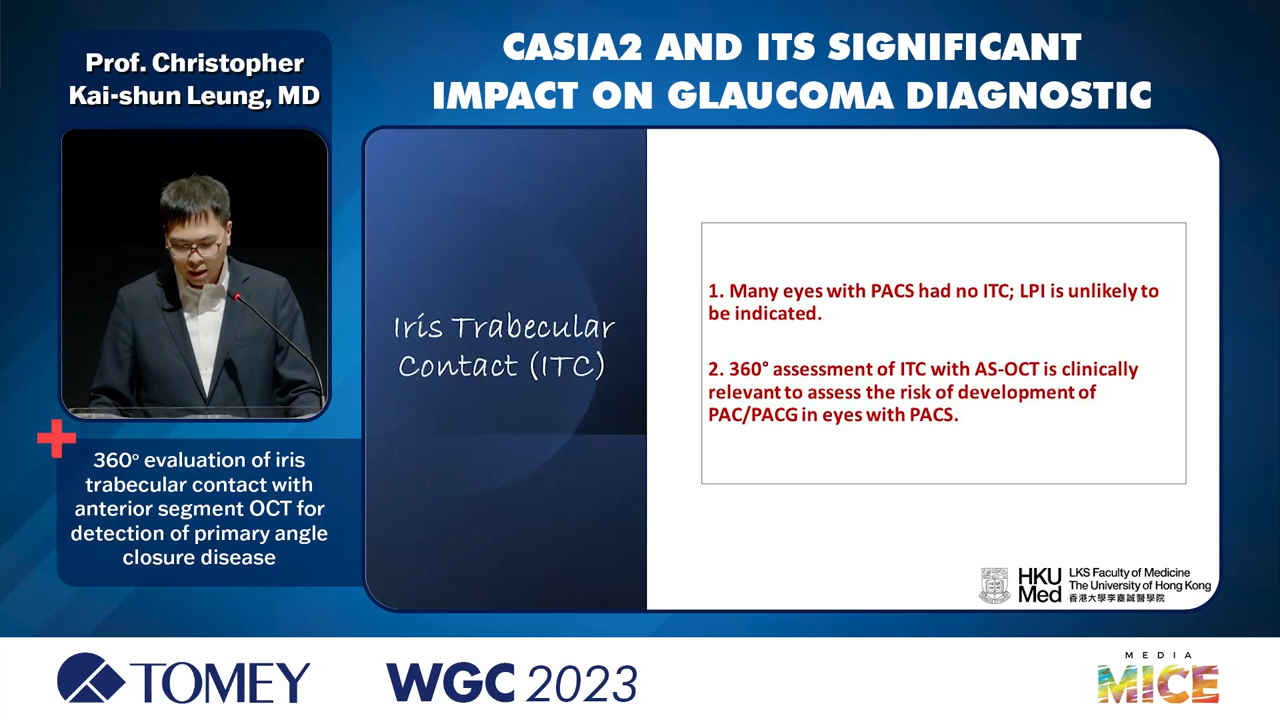 Prof. Christopher
Kai-shun Leung, MD
CASIA2 AND ITS SIGNIFICANT
IMPACT ON GLAUCOMA DIAGNOSTIC
360° evaluation of iris
trabecular contact with
anterior segment OCT for
detection of primary angle
closure disease
Iris Trabecular
Contact (ITC)
1. Many eyes with PACS had no ITC; LPI is unlikely to
be indicated.
2. 360° assessment of ITC with AS-OCT is clinically
relevant to assess the risk of development of
PAC/PACG in eyes with PACS.
HKU
Med
LKS Faculty of Medicine
The University of Hong Kong
香港大學李嘉誠醫學院
TOMEY
WGC 2023
MEDIA
MICE